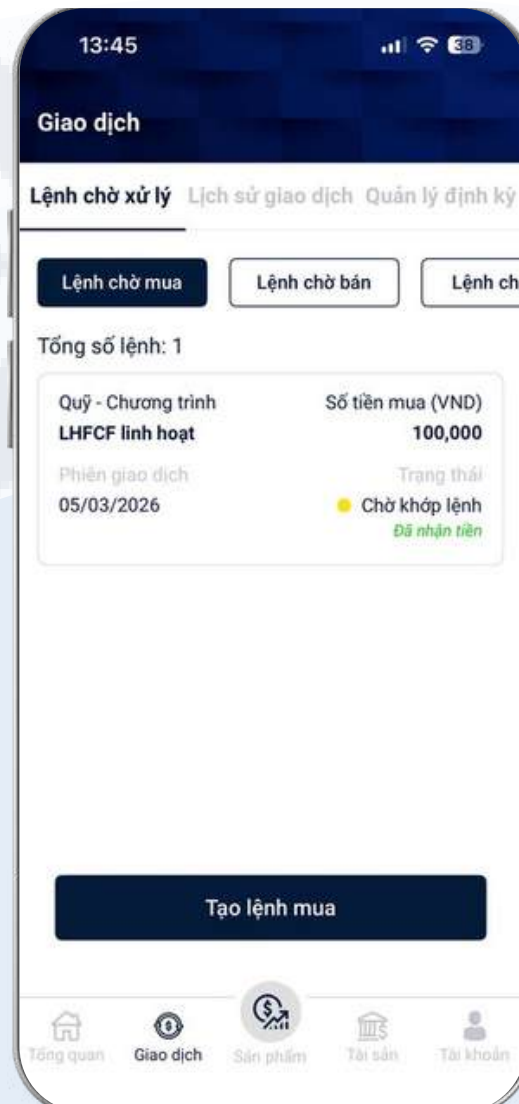 13:45
38
Giao dịch
Lệnh chờ xử lý Lịch sử giao dịch Quản lý định kỳ
Lệnh chờ mua Lệnh chờ bán Lệnh ch
Tổng số lệnh: 1
Quỹ - Chương trình Số tiền mua (VND)
LHFCF linh hoạt 100,000
Phiên giao dịch Trạng thái
05/03/2026 Chờ khớp lệnh
Đã nhận tiền
Tạo lệnh mua
Tổng quan Giao dịch Sản phẩm Tài sản Tài khoản